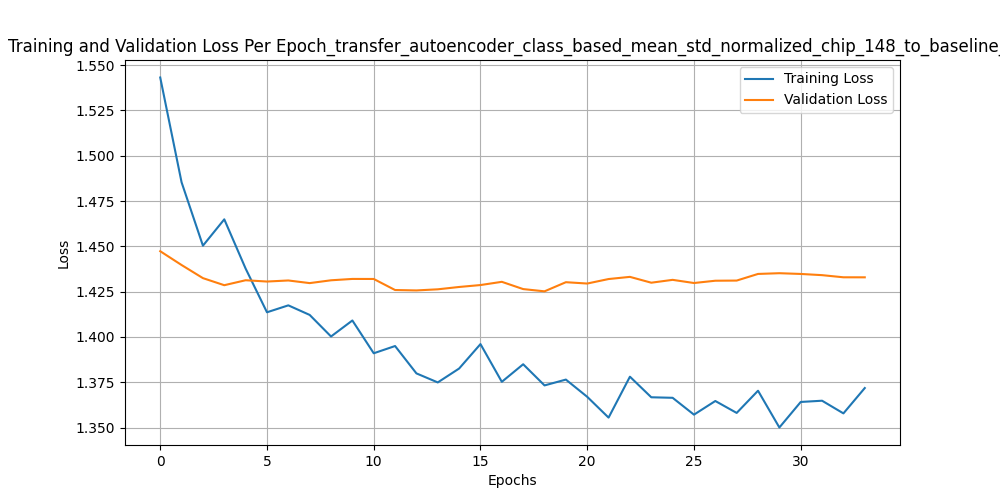 Training and Validation Loss Per Epoch_transfer_autoencoder_class_based_mean_std_normalized_chip_148_to_baseline_
Training Loss
Validation Loss
1.550
1.525
1.500
1.475
1.450
1.425
1.400
1.375
1.350
Loss
0 5 10 15 20 25 30
Epochs